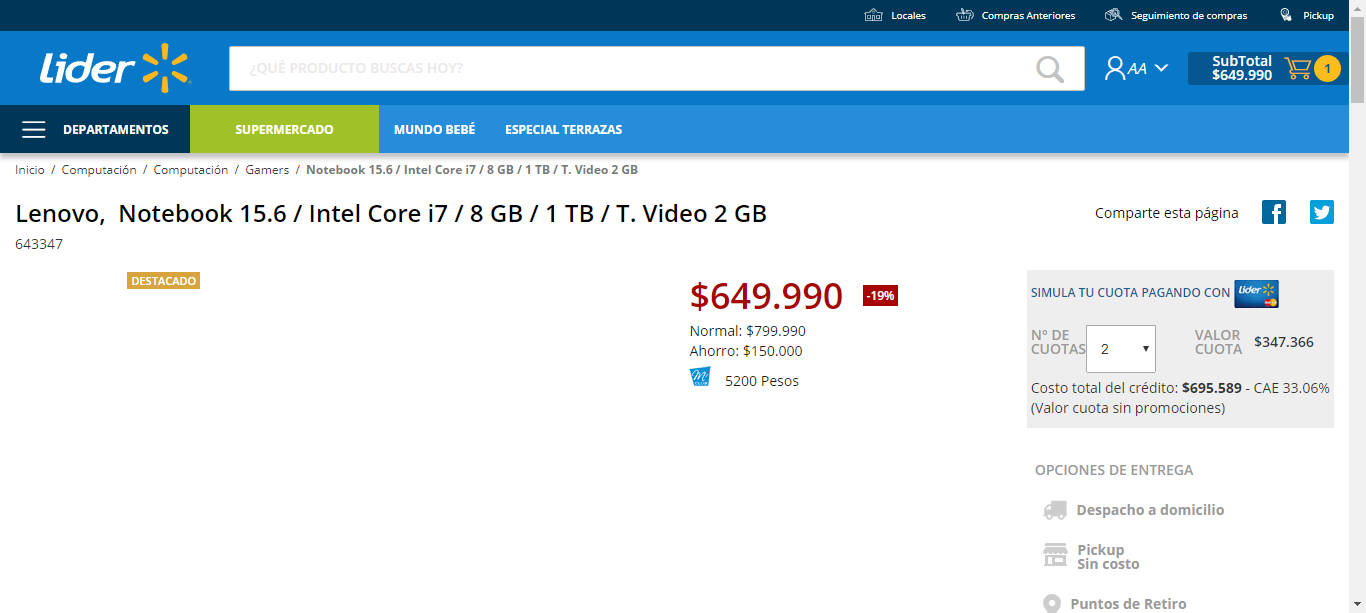 Locales Compras Anteriores Seguimiento de compras Pickup
Lider ¿QUÉ PRODUCTO BUSCAS HOY? AA SubTotal
$649.990 1
DEPARTAMENTOS SUPERMERCADO MUNDO BEBÉ ESPECIAL TERRAZAS
Inicio / Computación / Computación / Gamers / Notebook 15.6 / Intel Core i7 / 8 GB / 1 TB / T. Video 2 GB
Lenovo, Notebook 15.6 / Intel Core i7 / 8 GB / 1 TB / T. Video 2 GB
Comparte esta página
643347
DESTACADO
$649.990 -19%
Normal: $799.990
Ahorro: $150.000
5200 Pesos
SIMULA TU CUOTA PAGANDO CON Lider
N° DE
CUOTAS 2
VALOR
CUOTA $347.366
Costo total del crédito: $695.589 - CAE 33.06%
(Valor cuota sin promociones)
OPCIONES DE ENTREGA
Despacho a domicilio
Pickup
Sin costo
Puntos de Retiro